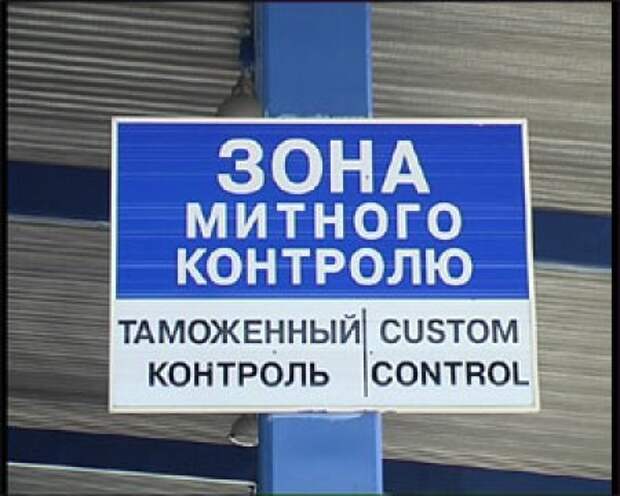 ЗОНА
МИТНОГО
КОНТРОЛЮ
ТАМОЖЕННЫЙ
КОНТРОЛЬ
CUSTOM
CONTROL